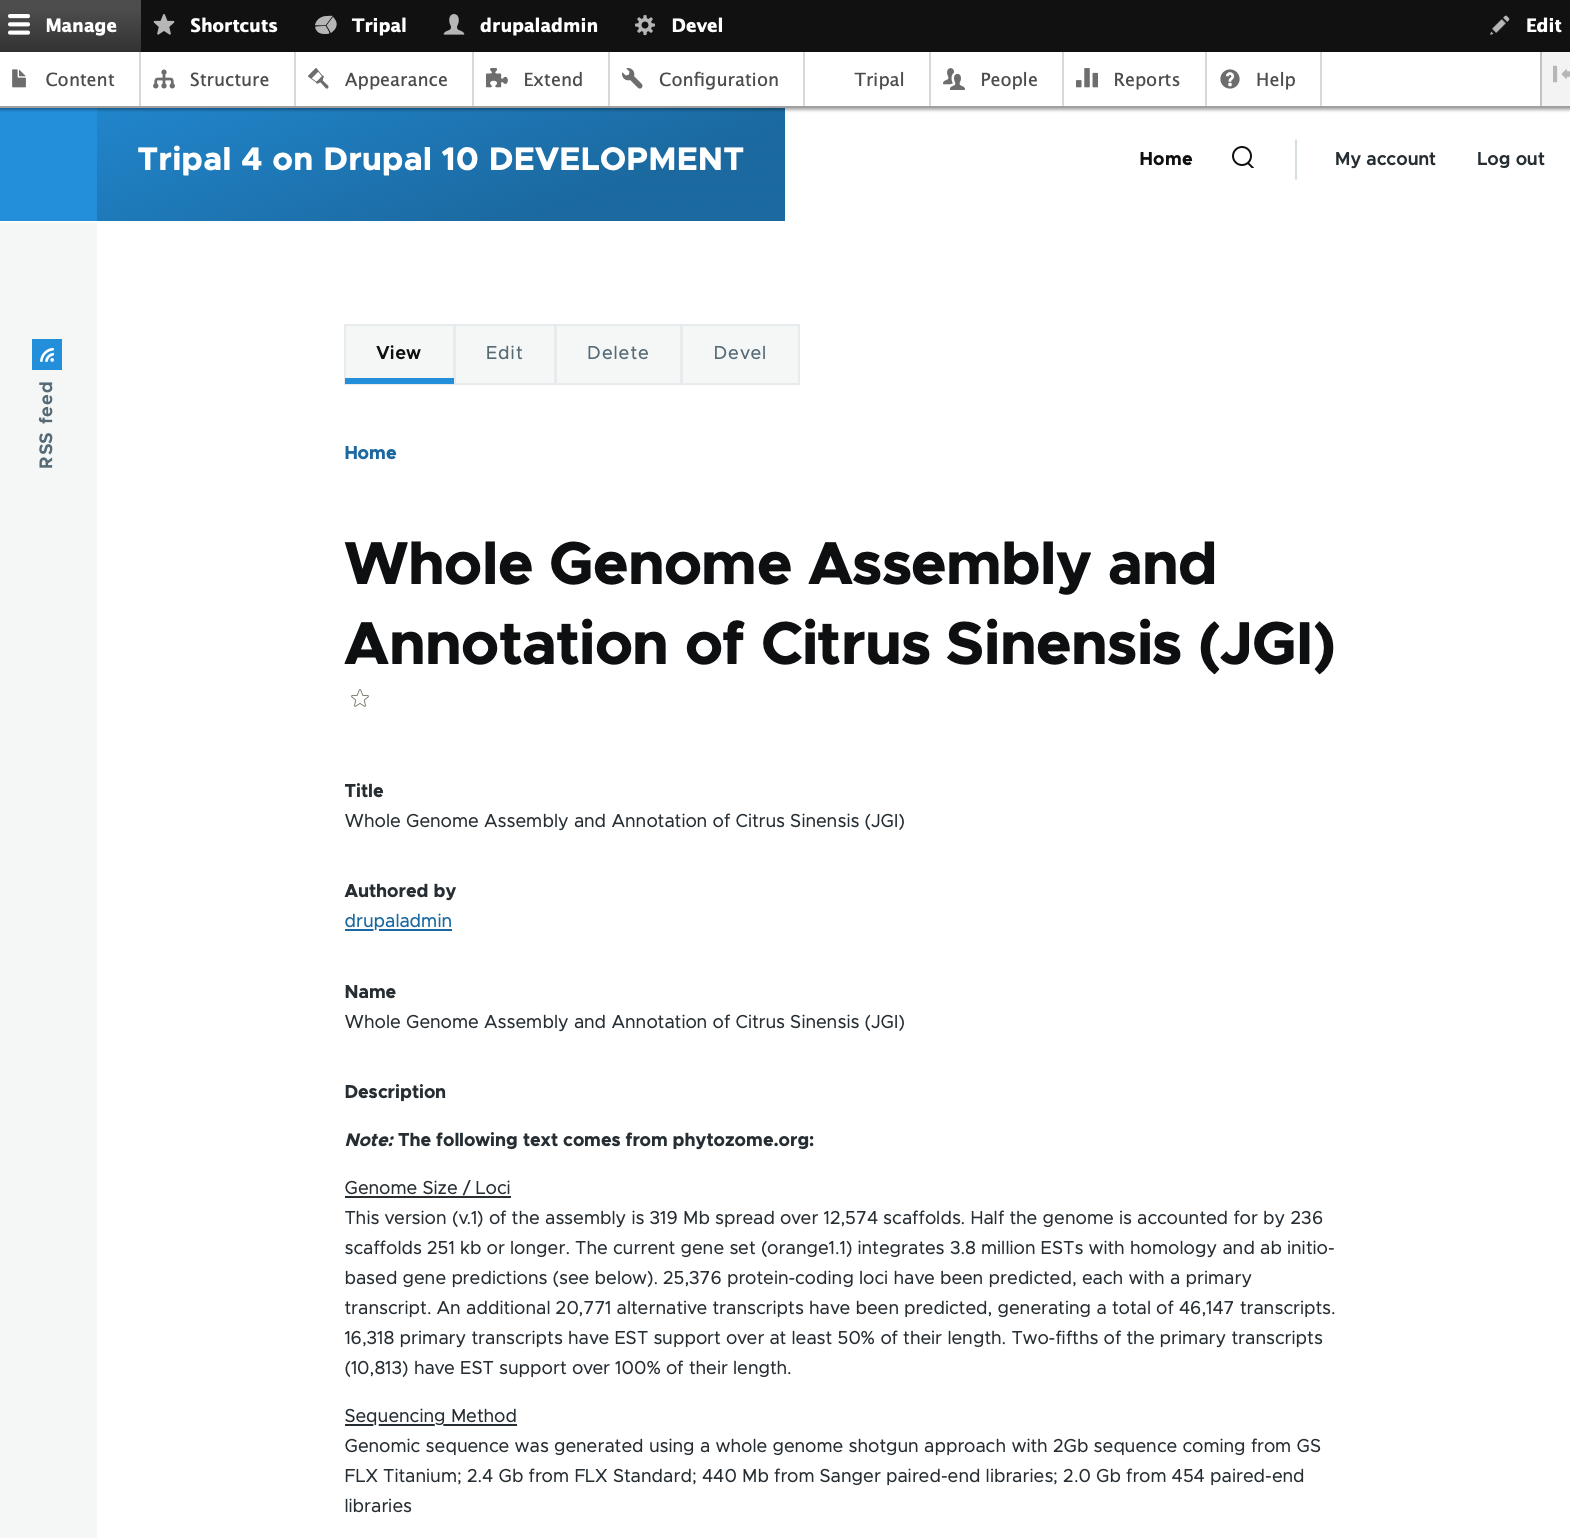 Manage Shortcuts Tripal drupaladmin Devel Edit
Content Structure Appearance Extend Configuration Tripal People Reports Help
Tripal 4 on Drupal 10 DEVELOPMENT
Home My account Log out
RSS feed
View Edit Delete Devel
Home
Whole Genome Assembly and
Annotation of Citrus Sinensis (JGI)
Title
Whole Genome Assembly and Annotation of Citrus Sinensis (JGI)
Authored by
drupaladmin
Name
Whole Genome Assembly and Annotation of Citrus Sinensis (JGI)
Description
Note: The following text comes from phytozome.org:
Genome Size / Loci
This version (v.1) of the assembly is 319 Mb spread over 12,574 scaffolds. Half the genome is accounted for by 236
scaffolds 251 kb or longer. The current gene set (orange1.1) integrates 3.8 million ESTs with homology and ab initio-
based gene predictions (see below). 25,376 protein-coding loci have been predicted, each with a primary
transcript. An additional 20,771 alternative transcripts have been predicted, generating a total of 46,147 transcripts.
16,318 primary transcripts have EST support over at least 50% of their length. Two-fifths of the primary transcripts
(10,813) have EST support over 100% of their length.
Sequencing Method
Genomic sequence was generated using a whole genome shotgun approach with 2Gb sequence coming from GS
FLX Titanium; 2.4 Gb from FLX Standard; 440 Mb from Sanger paired-end libraries; 2.0 Gb from 454 paired-end
libraries